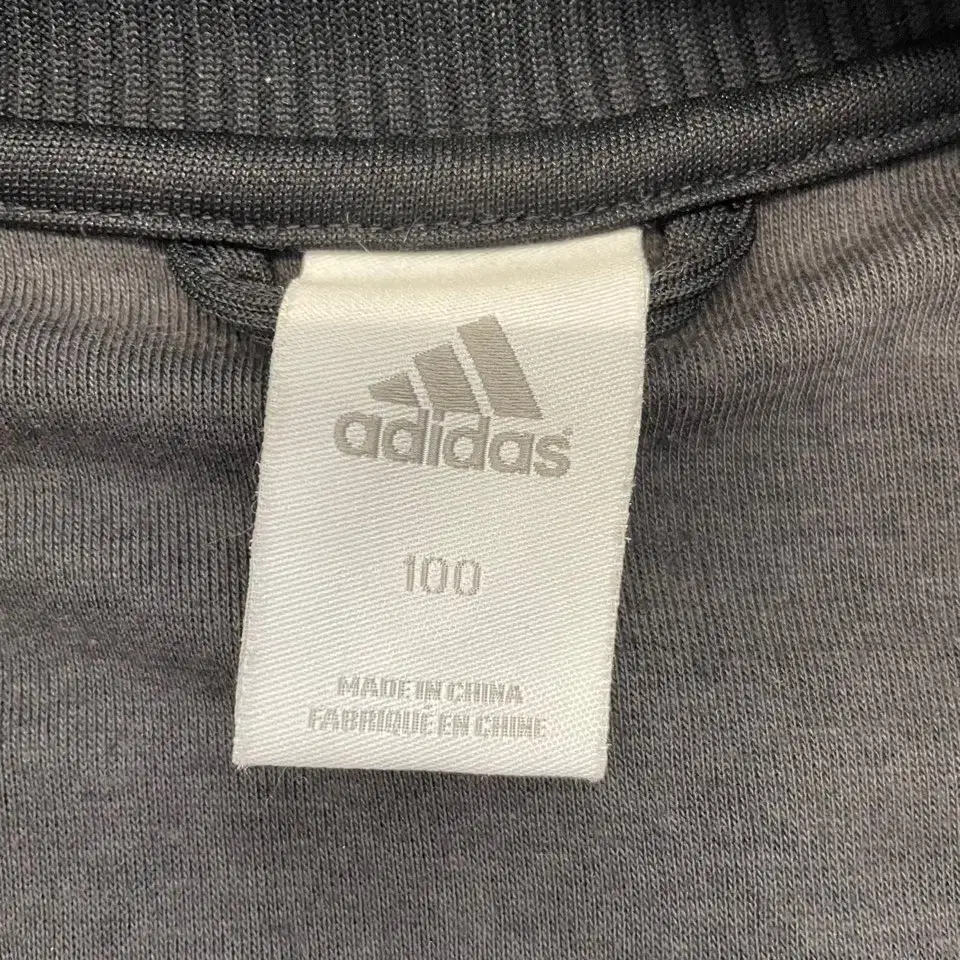 adidas
100
MADE IN CHINA
FABRIQUÉ EN CHINE